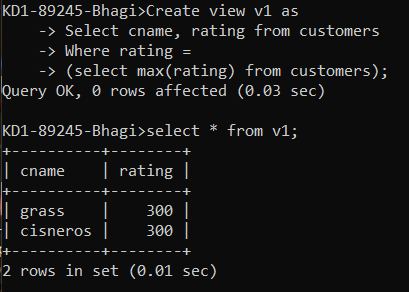 KD1-89245-Bhagi>Create view v1 as
    -> Select cname, rating from customers
    -> Where rating =
    -> (select max(rating) from customers);
Query OK, 0 rows affected (0.03 sec)

KD1-89245-Bhagi>select * from v1;
+----------+--------+
| cname    | rating |
+----------+--------+
| grass    |    300 |
| cisneros |    300 |
+----------+--------+
2 rows in set (0.01 sec)